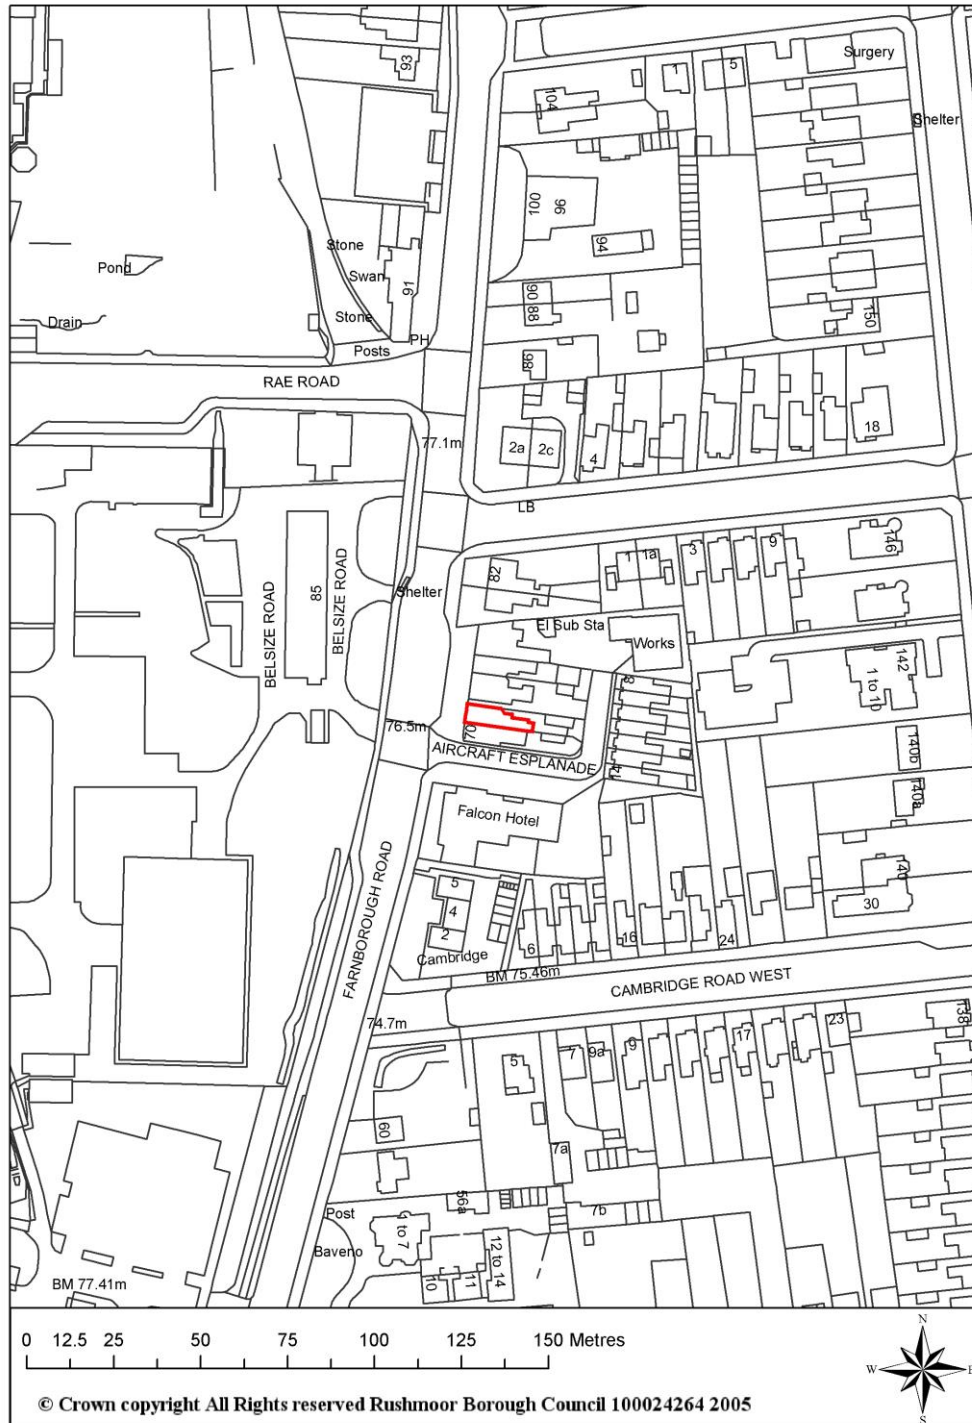 93
1
5
Surgery
104
Shelter
100
96
94
Stone
Swan
91
Pond
Stone
Drain
PH
Posts
90
88
150
86
RAE ROAD
77.1m
2a
2c
4
18
LB
82
1
1a
3
9
146
BELSIZE ROAD
85
BELSIZE ROAD
Shelter
El Sub Sta
Works
8
1 to 10
142
70
76.5m
AIRCRAFT ESPLANADE
14
140b
140a
Falcon Hotel
FARNBOROUGH ROAD
5
4
2
Cambridge
6
16
24
30
BM 75.46m
CAMBRIDGE ROAD WEST
74.7m
5
7
9a
9
17
23
138
60
7a
7b
56a
Post
1 to 7
Baveno
10
11
12 to 14
BM 77.41m
0 12.5 25 50 75 100 125 150 Metres
N
W E
S
© Crown copyright All Rights reserved Rushmoor Borough Council 100024264 2005